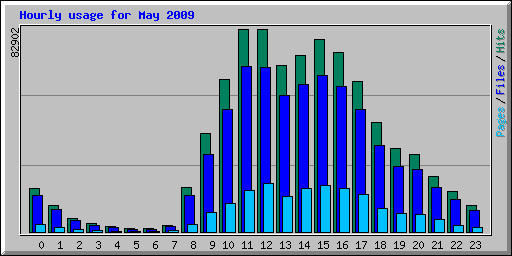 Hourly usage for May 2009
82902
Pages / Files / Hits
0 1 2 3 4 5 6 7 8 9 10 11 12 13 14 15 16 17 18 19 20 21 22 23